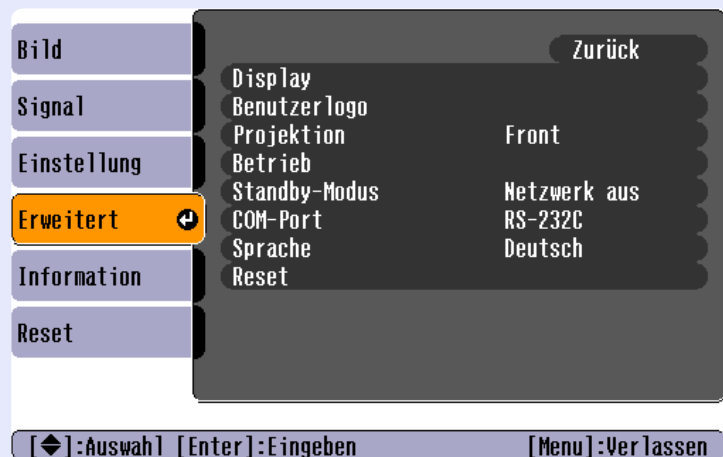 Bild
Signal
Einstellung
Erweitert
Information
Reset
Zurück
Display
Benutzerlogo
Projektion Front
Betrieb
Standby-Modus Netzwerk aus
COM-Port RS-232C
Sprache Deutsch
Reset
[◆]:Auswahl [Enter]:Eingeben [Menu]:Verlassen